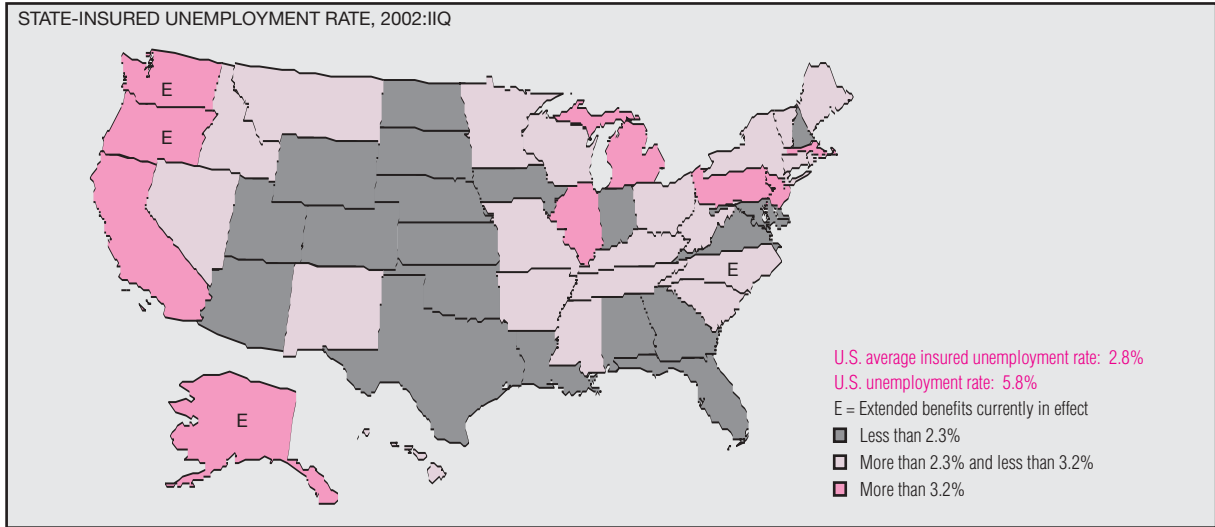 STATE-INSURED UNEMPLOYMENT RATE, 2002:IIQ
E
E
E
E
U.S. average insured unemployment rate: 2.8%
U.S. unemployment rate: 5.8%
E = Extended benefits currently in effect
Less than 2.3%
More than 2.3% and less than 3.2%
More than 3.2%